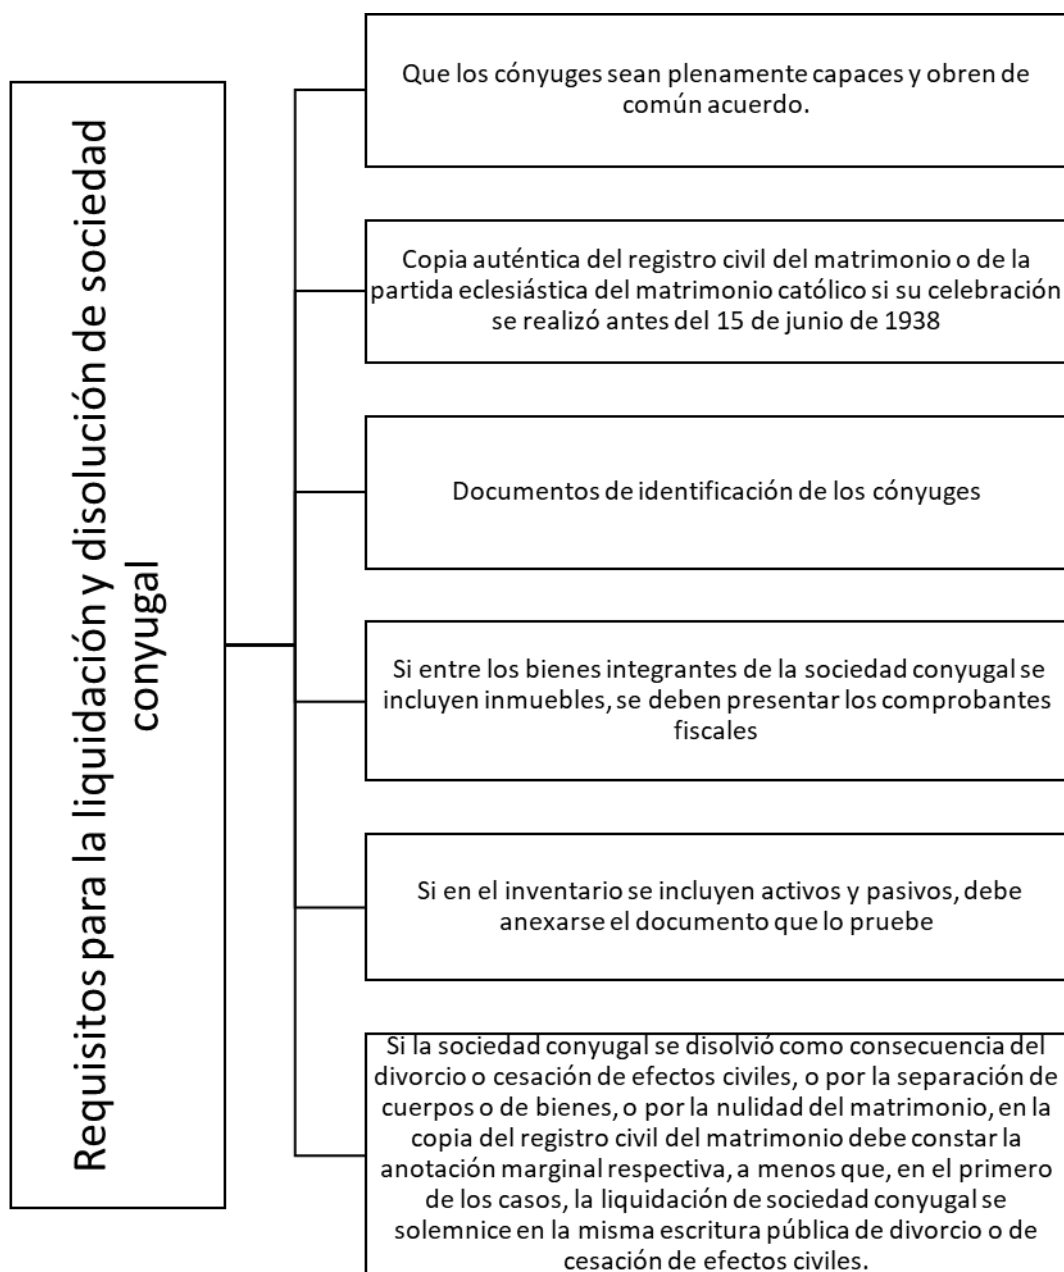 Requisitos para la liquidación y disolución de sociedad
conyugal
Que los cónyuges sean plenamente capaces y obren de
común acuerdo.
Copia auténtica del registro civil del matrimonio o de la
partida eclesiástica del matrimonio católico si su celebración
se realizó antes del 15 de junio de 1938
Documentos de identificación de los cónyuges
Si entre los bienes integrantes de la sociedad conyugal se
incluyen inmuebles, se deben presentar los comprobantes
fiscales
Si en el inventario se incluyen activos y pasivos, debe
anexarse el documento que lo pruebe
Si la sociedad conyugal se disolvió como consecuencia del
divorcio o cesación de efectos civiles, o por la separación de
cuerpos o de bienes, o por la nulidad del matrimonio, en la
copia del registro civil del matrimonio debe constar la
anotación marginal respectiva, a menos que, en el primero
de los casos, la liquidación de sociedad conyugal se
solemnice en la misma escritura pública de divorcio o de
cesación de efectos civiles.